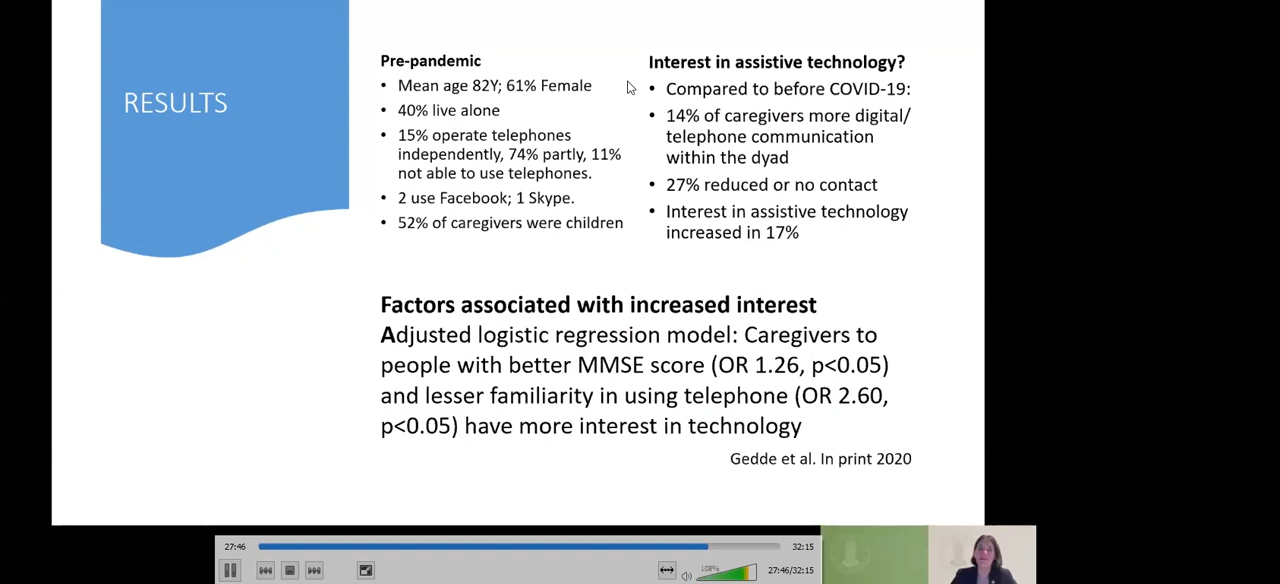 RESULTS
Pre-pandemic
• Mean age 82Y; 61% Female
• 40% live alone
• 15% operate telephones
independently, 74% partly, 11%
not able to use telephones.
• 2 use Facebook; 1 Skype.
• 52% of caregivers were children
Interest in assistive technology?
• Compared to before COVID-19:
• 14% of caregivers more digital/
telephone communication
within the dyad
• 27% reduced or no contact
• Interest in assistive technology
increased in 17%
Factors associated with increased interest
Adjusted logistic regression model: Caregivers to
people with better MMSE score (OR 1.26, p<0.05)
and lesser familiarity in using telephone (OR 2.60,
p<0.05) have more interest in technology
Gedde et al. In print 2020
27:46
32:15
108%
27:46/32:15